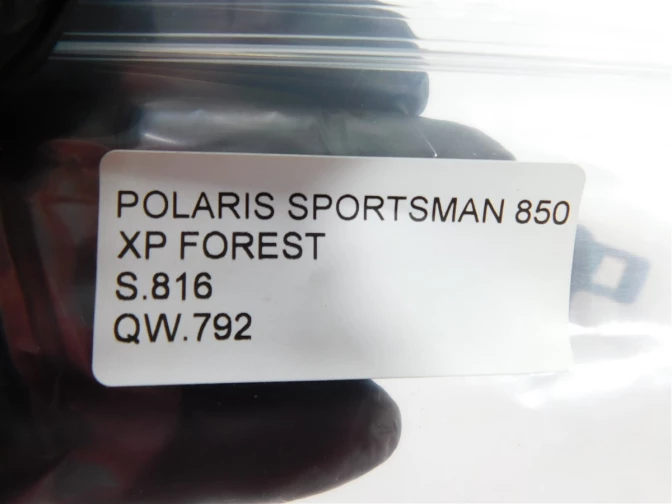 POLARIS SPORTSMAN 850
XP FOREST
S.816
QW.792